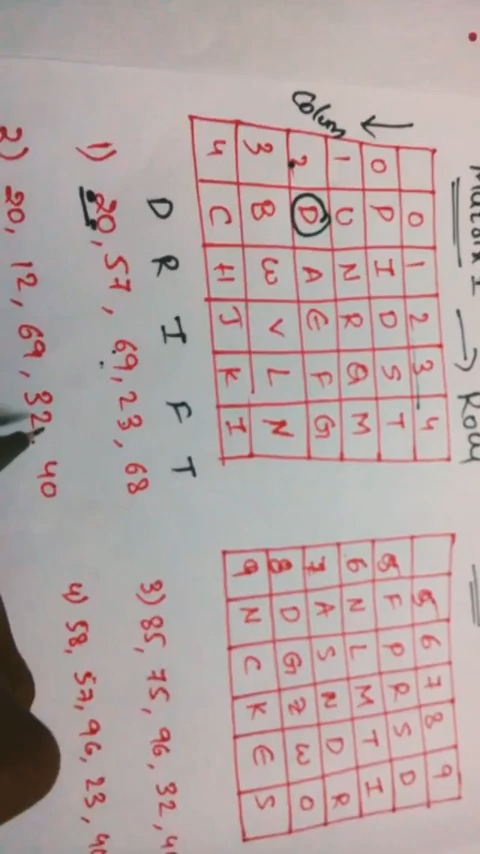 Matrix I → Row
0 1 2 3 4
0 P I D S T
Colum
1 U N R Q M
2 D A E F G
3 B W V L N
4 C H J K I
5 6 7 8 9
5 F P R S D
6 N L M T I
7 A S N D R
8 D G Z W O
9 N C K E S
D R I F T
1) 20, 57, 69, 23, 68
2) 20, 12, 69, 32, 40
3) 85, 75, 96, 32,
4) 58, 57, 96, 23,